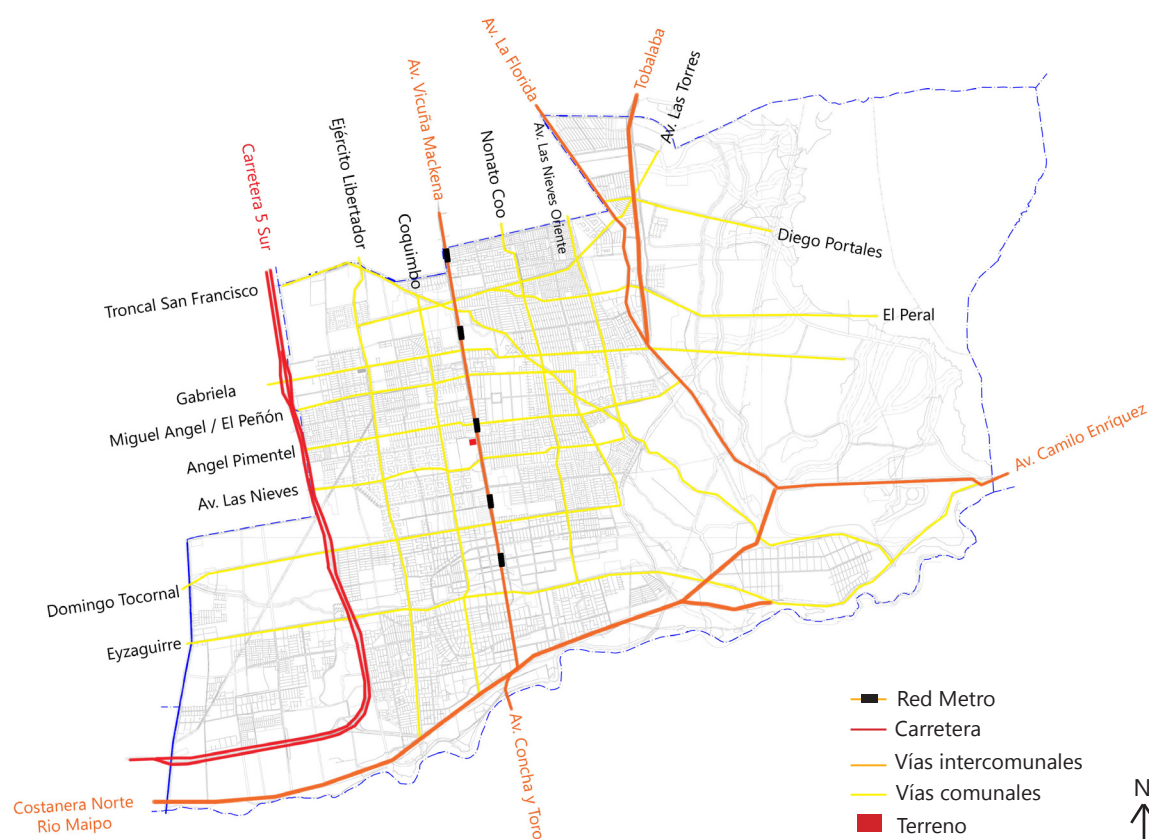 Av. La Florida
Tobalaba
Av. Las Torres
Av. Vicuña Mackena
Ejército Libertador
Nonato Coo
Av. Las Nieves Oriente
Carretera 5 Sur
Coquimbo
Diego Portales
Troncal San Francisco
El Peral
Gabriela
Miguel Angel / El Peñón
Angel Pimentel
Av. Las Nieves
Av. Camilo Enríquez
Domingo Tocornal
Eyzaguirre
Av. Concha y Toro
Costanera Norte
Rio Maipo
Red Metro
Carretera
Vías intercomunales
Vías comunales
Terreno
N